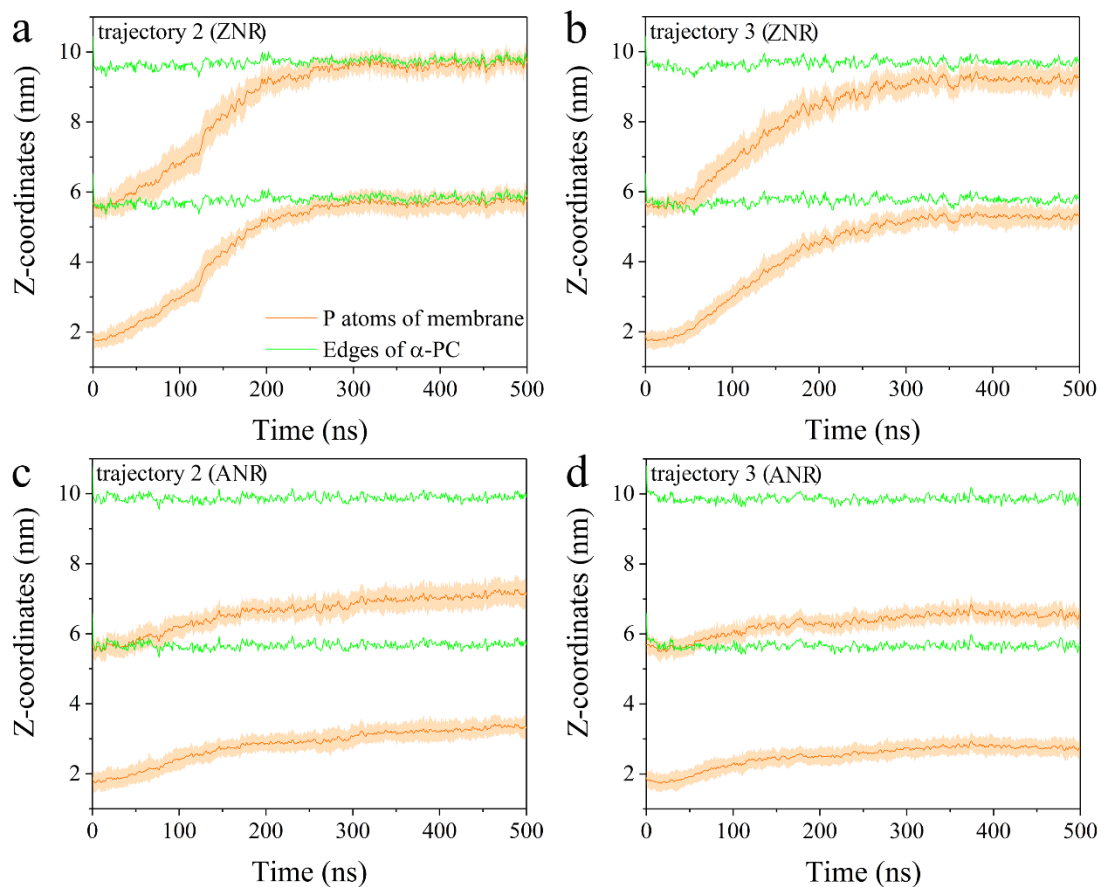 a
trajectory 2 (ZNR)
10
8
6
4
2
Z-coordinates (nm)
P atoms of membrane
Edges of α-PC
0 100 200 300 400 500
Time (ns)
b
trajectory 3 (ZNR)
10
8
6
4
2
Z-coordinates (nm)
0 100 200 300 400 500
Time (ns)
c
trajectory 2 (ANR)
10
8
6
4
2
Z-coordinates (nm)
0 100 200 300 400 500
Time (ns)
d
trajectory 3 (ANR)
10
8
6
4
2
Z-coordinates (nm)
0 100 200 300 400 500
Time (ns)